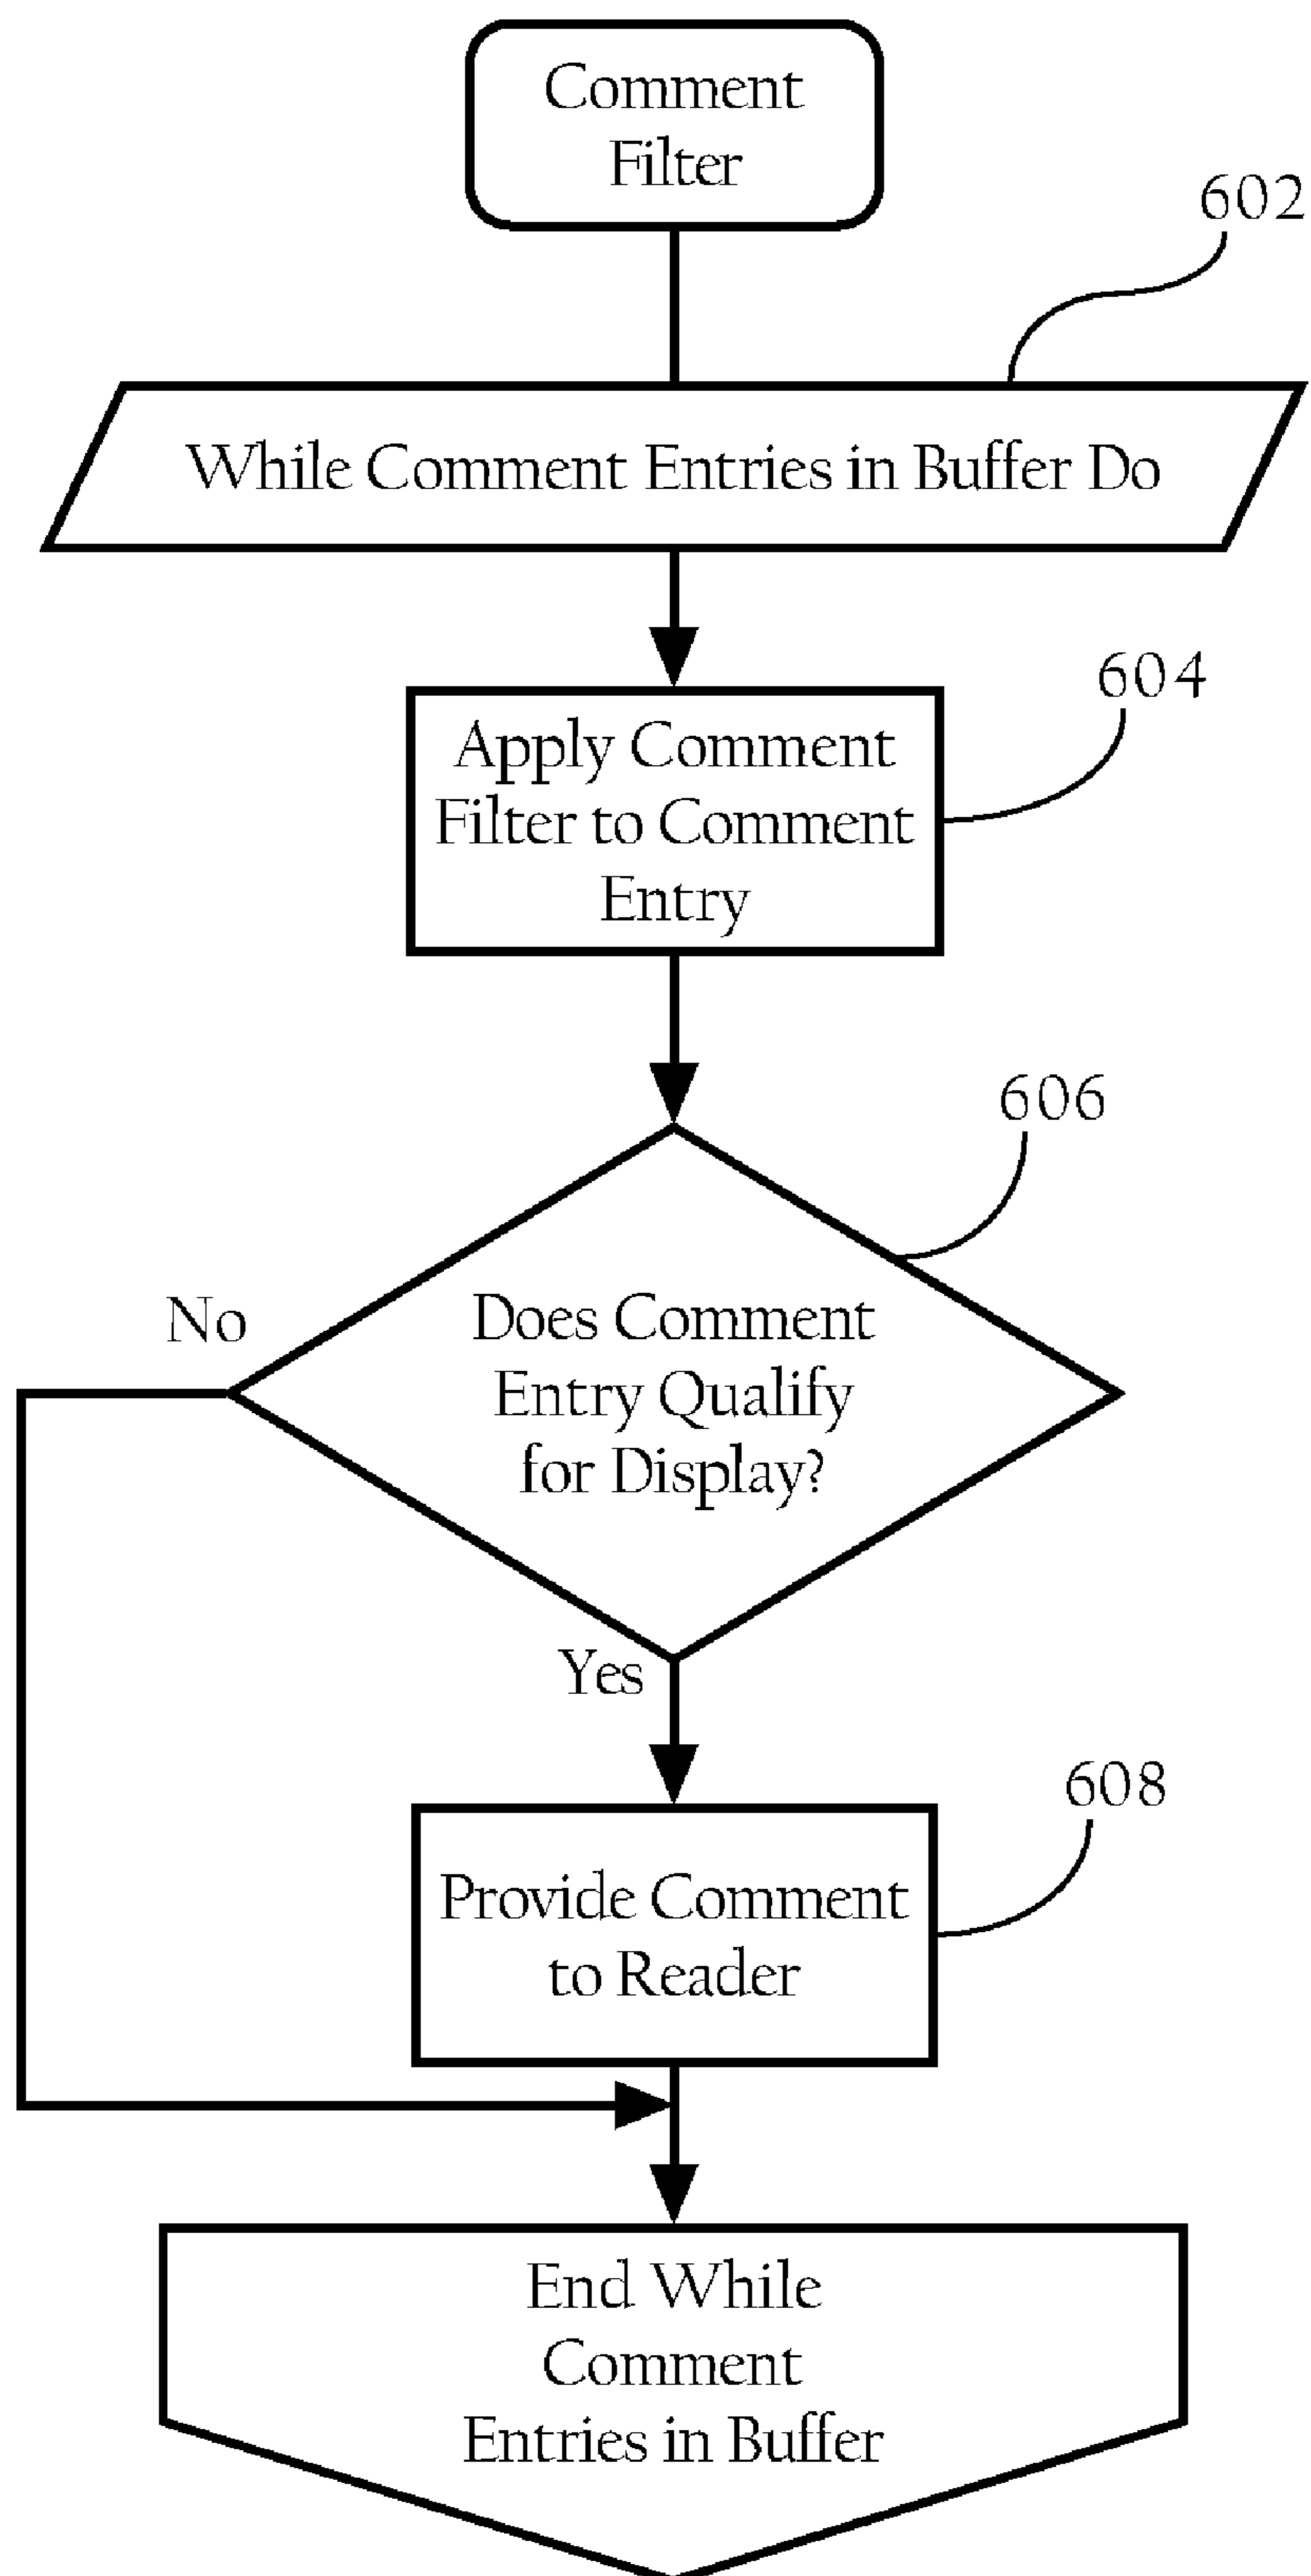 Comment
Filter
602
While Comment Entries in Buffer Do
604
Apply Comment
Filter to Comment
Entry
606
No
Does Comment
Entry Qualify
for Display?
Yes
608
Provide Comment
to Reader
End While
Comment
Entries in Buffer